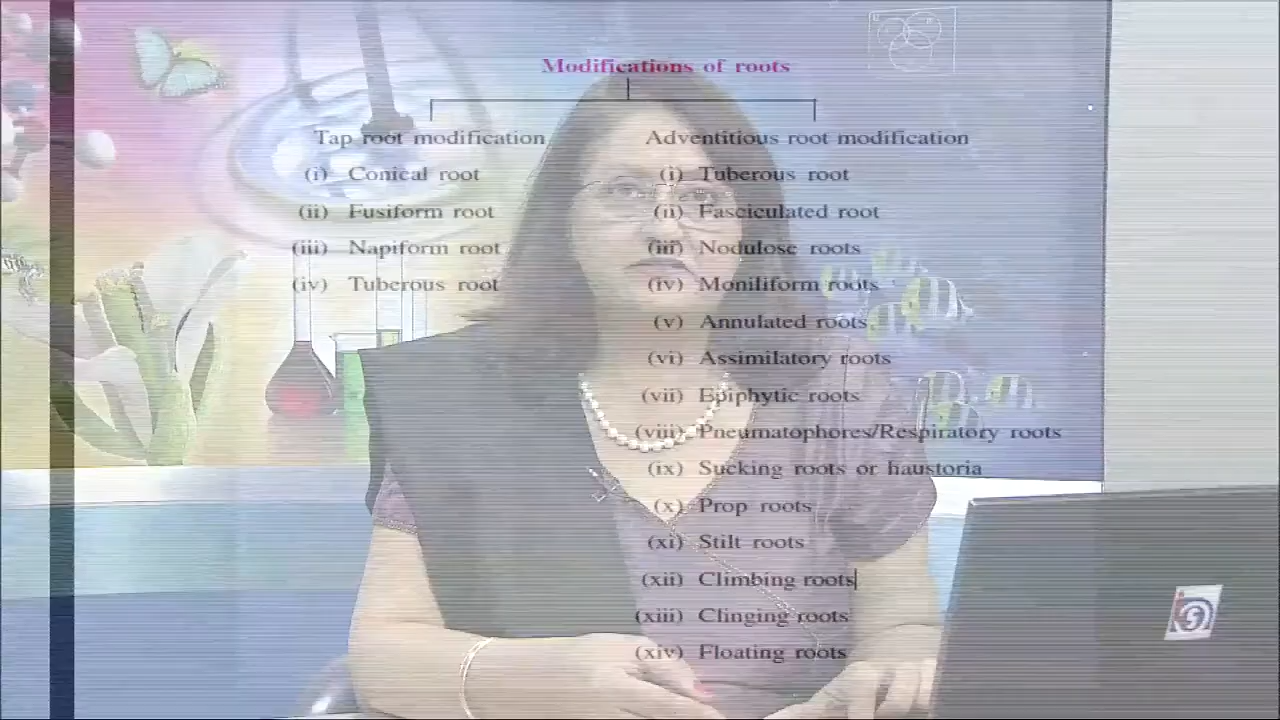 Modifications of roots
Tap root modification
(i) Conical root
(ii) Fusiform root
(iii) Napiform root
(iv) Tuberous root
Adventitious root modification
(i) Tuberous root
(ii) Fasciculated root
(iii) Nodulose roots
(iv) Moniliform roots
(v) Annulated roots
(vi) Assimilatory roots
(vii) Epiphytic roots
(viii) Pneumatophores/Respiratory roots
(ix) Sucking roots or haustoria
(x) Prop roots
(xi) Stilt roots
(xii) Climbing roots
(xiii) Clinging roots
(xiv) Floating roots